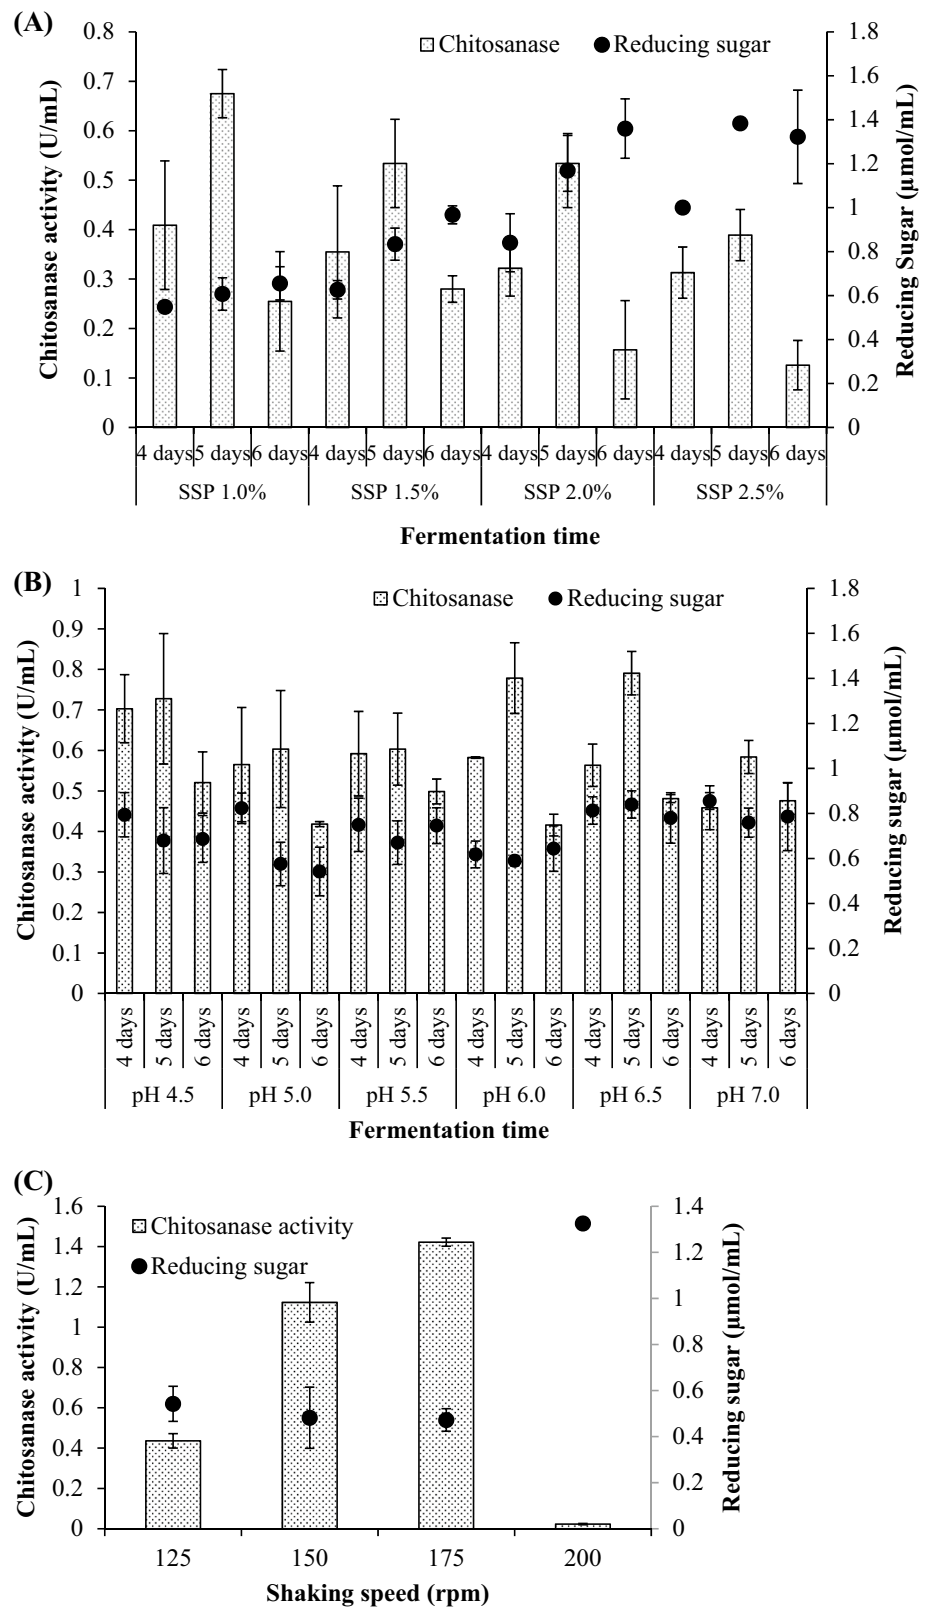 (A)
Chitosanase activity (U/mL)
Reducing Sugar (µmol/mL)
Chitosanase
Reducing sugar
0.8
0.7
0.6
0.5
0.4
0.3
0.2
0.1
0
1.8
1.6
1.4
1.2
1
0.8
0.6
0.4
0.2
0
4 days 5 days 6 days 4 days 5 days 6 days 4 days 5 days 6 days 4 days 5 days 6 days
SSP 1.0% SSP 1.5% SSP 2.0% SSP 2.5%
Fermentation time
(B)
Chitosanase activity (U/mL)
Reducing sugar (µmol/mL)
Chitosanase
Reducing sugar
1
0.9
0.8
0.7
0.6
0.5
0.4
0.3
0.2
0.1
0
1.8
1.6
1.4
1.2
1
0.8
0.6
0.4
0.2
0
4 days 5 days 6 days 4 days 5 days 6 days 4 days 5 days 6 days 4 days 5 days 6 days 4 days 5 days 6 days 4 days 5 days 6 days
pH 4.5 pH 5.0 pH 5.5 pH 6.0 pH 6.5 pH 7.0
Fermentation time
(C)
Chitosanase activity (U/mL)
Reducing sugar (µmol/mL)
Chitosanase activity
Reducing sugar
1.6
1.4
1.2
1
0.8
0.6
0.4
0.2
0
1.4
1.2
1
0.8
0.6
0.4
0.2
0
125 150 175 200
Shaking speed (rpm)